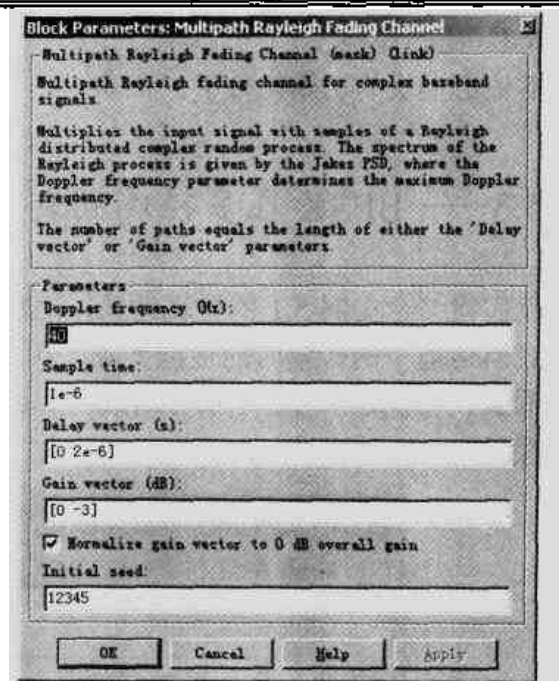 Block Parameters: Multipath Rayleigh Fading Channel
Multipath Rayleigh Fading Channel (mask) (link)
Multipath Rayleigh fading channel for complex baseband
signals.
Multiplies the input signal with samples of a Rayleigh
distributed complex random process. The spectrum of the
Rayleigh process is given by the Jakes PSD, where the
Doppler frequency parameter determines the maximum Doppler
frequency.
The number of paths equals the length of either the 'Delay
vector' or 'Gain vector' parameters.
Parameters
Doppler frequency (Hz):
40
Sample time:
1e-6
Delay vector (s):
[0 2e-6]
Gain vector (dB):
[0 -3]
Normalize gain vector to 0 dB overall gain
Initial seed:
12345
OK
Cancel
Help
Apply